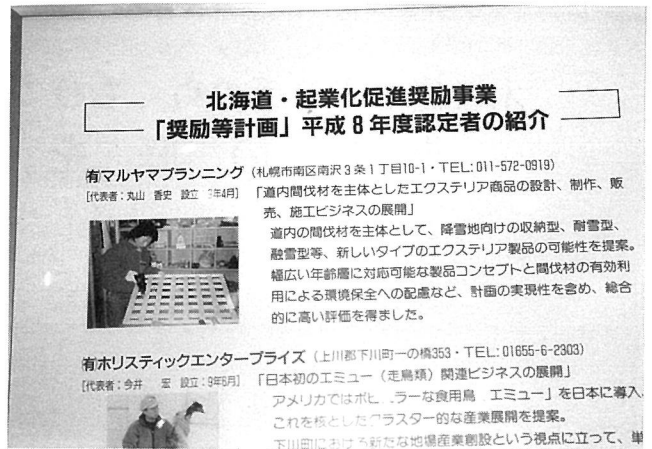 北海道・起業化促進奨励事業
「奨励等計画」平成8年度認定者の紹介
㈲マルヤマプランニング（札幌市南区南沢3条1丁目10-1・TEL:011-572-0919）
[代表者：丸山 香史 設立 年4月]
「道内間伐材を主体としたエクステリア商品の設計、制作、販
売、施工ビジネスの展開」
道内の間伐材を主体として、降雪地向けの収納型、耐雪型、
融雪型等、新しいタイプのエクステリア製品の可能性を提案。
幅広い年齢層に対応可能な製品コンセプトと間伐材の有効利
用による環境保全への配慮など、計画の実現性を含め、総合
的に高い評価を得ました。
㈲ホリスティックエンタープライズ（上川郡下川町一の橋353・TEL:01655-6-2303）
[代表者：今井 宏 設立：9年6月]
「日本初のエミュー（走鳥類）関連ビジネスの展開」
アメリカではポピ ラーな食用鳥 エミュー」を日本に導入、
これを核としたクラスター的な産業展開を提案。
下川町における新たな地場産業創設という視点に立って、単